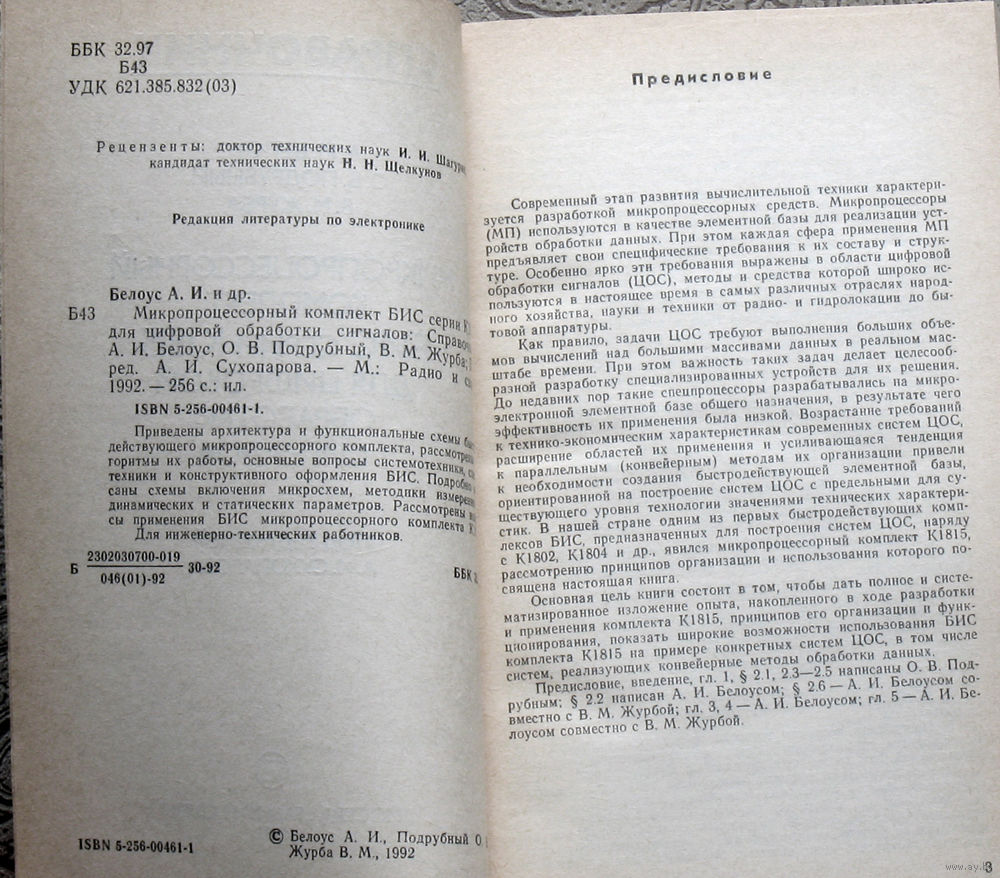 ББК 32.97
Б43
УДК 621.385.832(03)
Рецензенты: доктор технических наук И. И.
кандидат технических наук Н. Н. Щелкунов
Редакция литературы по электронике
Белоус А. И. и др.
Б43 Микропроцессорный комплект БИС серии
для цифровой обработки сигналов:
А. И. Белоус, О. В. Подрубный, В. М. Журба;
ред. А. И. Сухопарова. — М.: Радио и
1992. — 256 с.: ил.
ISBN 5-256-00461-1.
Приведены архитектура и функциональные схемы
действующего микропроцессорного комплекта,
горитмы их работы, основные вопросы системотехники,
техники и конструктивного оформления БИС. Подробно
саны схемы включения микросхем, методики
динамических и статических параметров. Рассмотрены
сы применения БИС микропроцессорного комплекта
Для инженерно-технических работников.
Б 2302030700-019
046(01)-92 30-92
ББК
ISBN 5-256-00461-1
© Белоус А. И., Подрубный О.
Журба В. М., 1992
Предисловие
Современный этап развития вычислительной техники характери-
зуется разработкой микропроцессорных средств. Микропроцессоры
(МП) используются в качестве элементной базы для реализации уст-
ройств обработки данных. При этом каждая сфера применения МП
предъявляет свои специфические требования к их составу и струк-
туре. Особенно ярко эти требования выражены в области цифровой
обработки сигналов (ЦОС), методы и средства которой широко ис-
пользуются в настоящее время в самых различных отраслях народ-
ного хозяйства, науки и техники от радио- и гидролокации до бы-
товой аппаратуры.
Как правило, задачи ЦОС требуют выполнения больших объе-
мов вычислений над большими массивами данных в реальном мас-
штабе времени. При этом важность таких задач делает целесооб-
разной разработку специализированных устройств для их решения.
До недавних пор такие спецпроцессоры разрабатывались на микро-
электронной элементной базе общего назначения, в результате чего
эффективность их применения была низкой. Возрастание требований
к технико-экономическим характеристикам современных систем ЦОС,
расширение областей их применения и усиливающаяся тенденция
к параллельным (конвейерным) методам их организации привели
к необходимости создания быстродействующей элементной базы,
ориентированной на построение систем ЦОС с предельными для су-
ществующего уровня технологии значениями технических характери-
стик. В нашей стране одним из первых быстродействующих комп-
лексов БИС, предназначенных для построения систем ЦОС, наряду
с К1802, К1804 и др., явился микропроцессорный комплект К1815,
рассмотрению принципов организации и использования которого по-
священа настоящая книга.
Основная цель книги состоит в том, чтобы дать полное и систе-
матизированное изложение опыта, накопленного в ходе разработки
и применения комплекта К1815, принципов его организации и функ-
ционирования, показать широкие возможности использования БИС
комплекта К1815 на примере конкретных систем ЦОС, в том числе
систем, реализующих конвейерные методы обработки данных.
Предисловие, введение, гл. 1, § 2.1, 2.3—2.5 написаны О. В. Под-
рубным; § 2.2 написан А. И. Белоусом; § 2.6 — А. И. Белоусом со-
вместно с В. М. Журбой; гл. 3, 4 — А. И. Белоусом; гл. 5 — А. И. Бе-
лоусом совместно с В. М. Журбой.
3